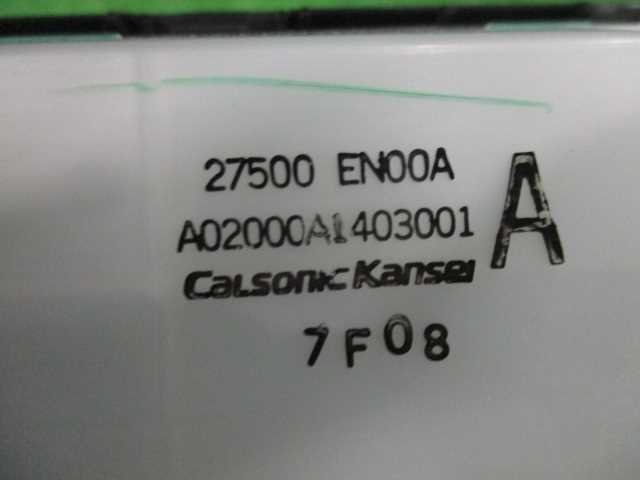 27500 EN00A
A02000A1403001
A
CaLsonic Kansei
7F08